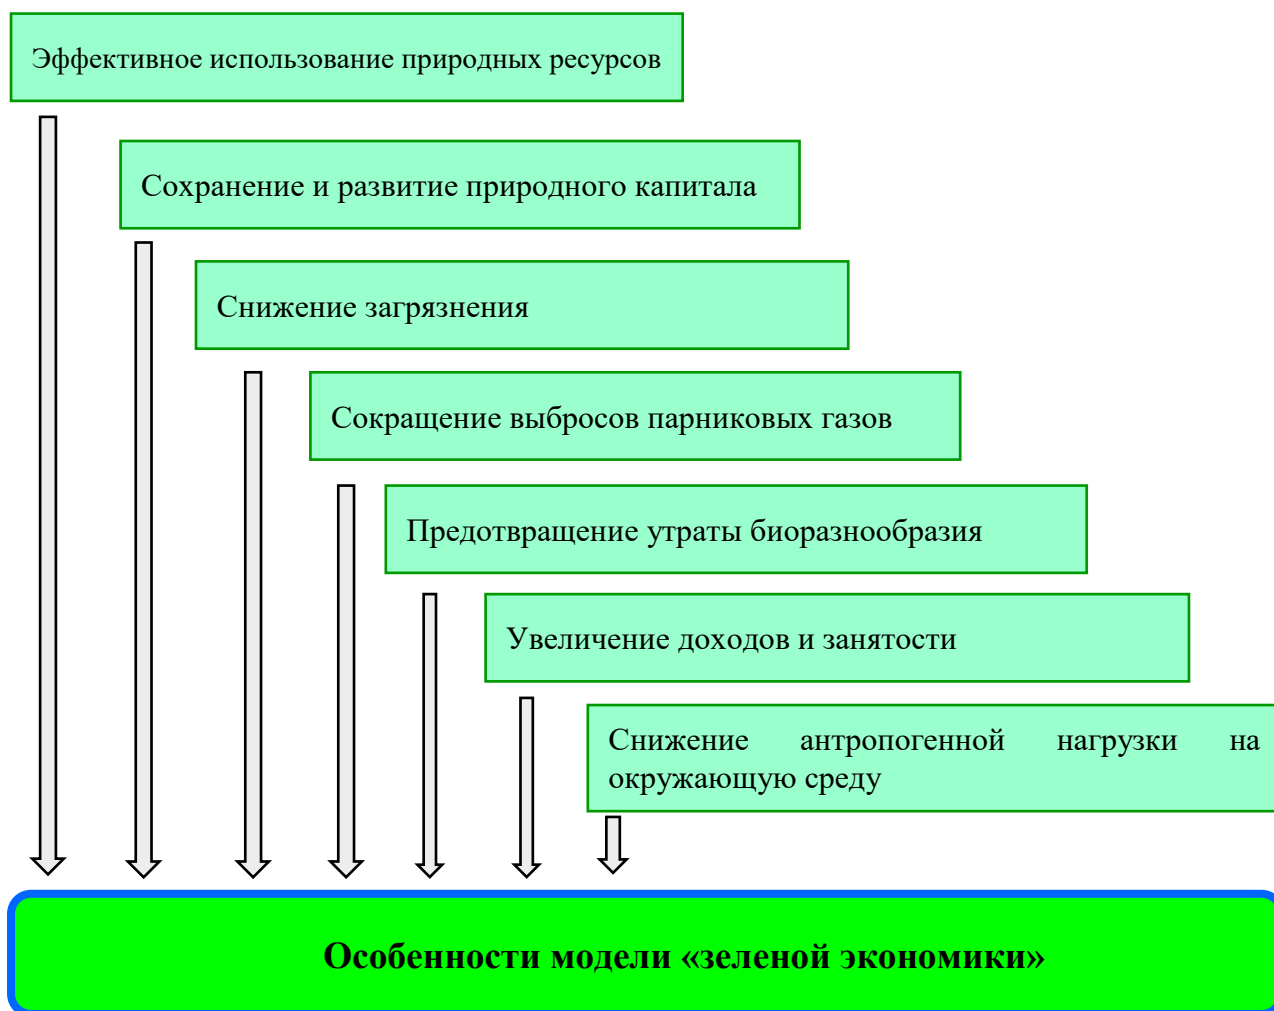 Эффективное использование природных ресурсов
Сохранение и развитие природного капитала
Снижение загрязнения
Сокращение выбросов парниковых газов
Предотвращение утраты биоразнообразия
Увеличение доходов и занятости
Снижение антропогенной нагрузки на
окружающую среду
Особенности модели «зеленой экономики»